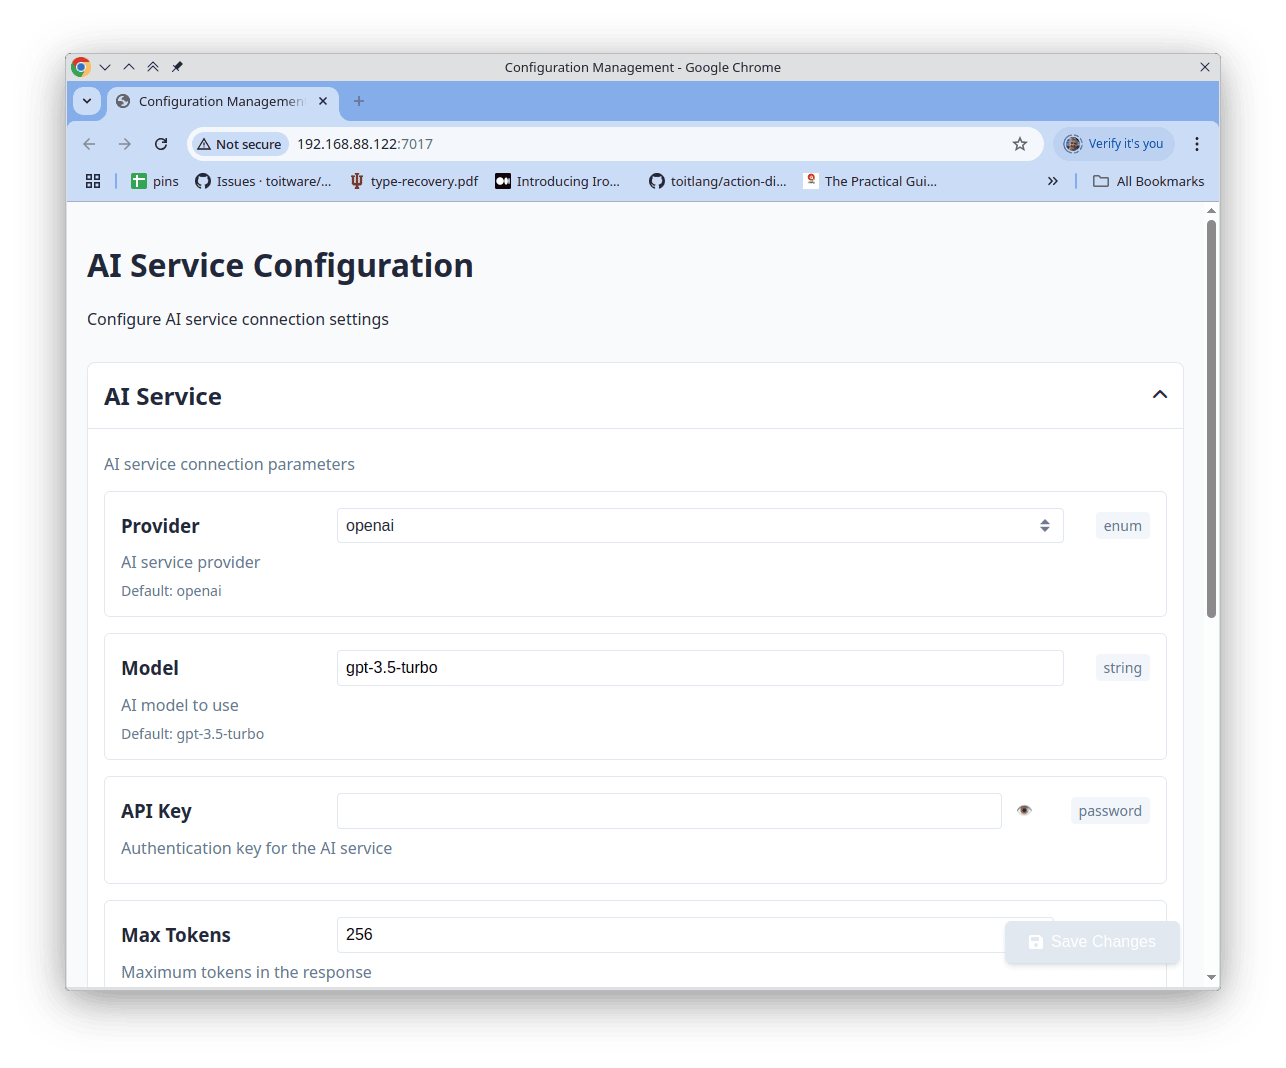 Configuration Management - Google Chrome
Configuration Managemen
Not secure 192.168.88.122:7017 Verify it's you
pins Issues · toitware/... type-recovery.pdf Introducing Iro... toitlang/action-di... The Practical Gui... All Bookmarks
AI Service Configuration
Configure AI service connection settings
AI Service
AI service connection parameters
Provider openai enum
AI service provider
Default: openai
Model gpt-3.5-turbo string
AI model to use
Default: gpt-3.5-turbo
API Key password
Authentication key for the AI service
Max Tokens 256
Save Changes
Maximum tokens in the response